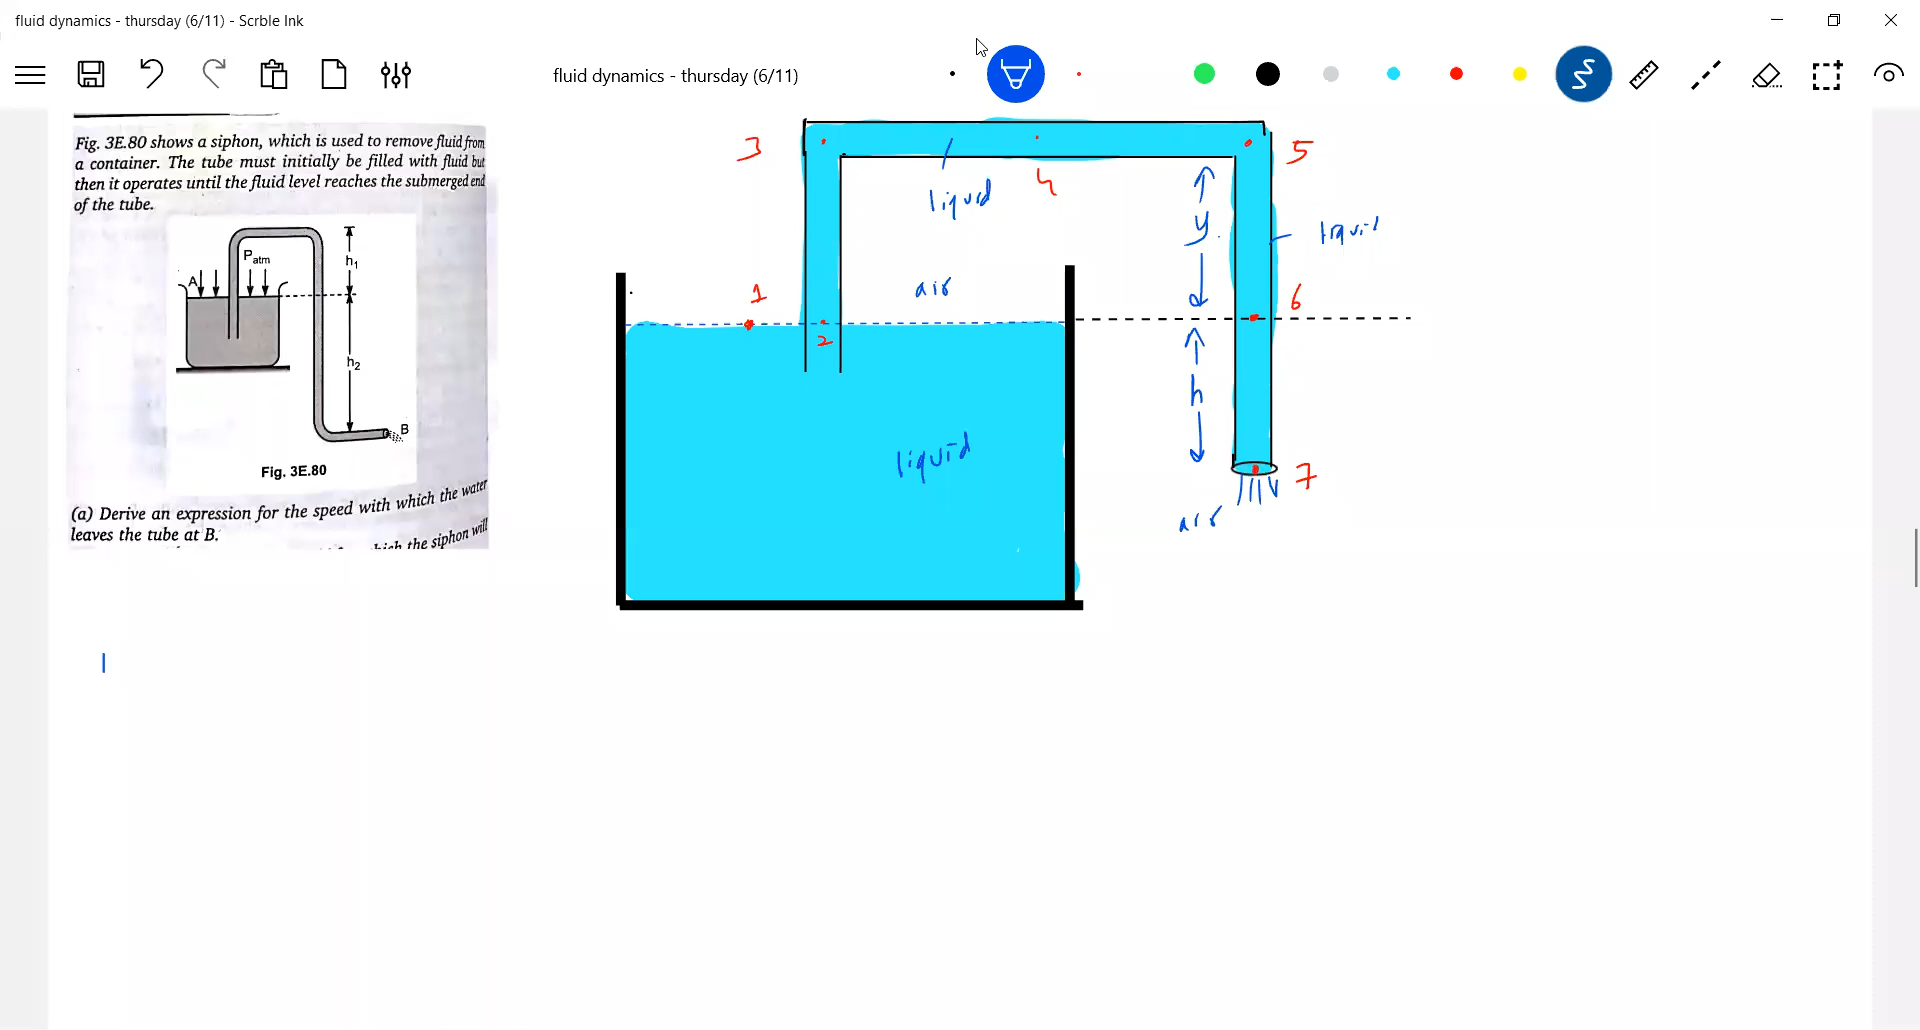 fluid dynamics - thursday (6/11) - Scrble Ink
fluid dynamics - thursday (6/11)
Fig. 3E.80 shows a siphon, which is used to remove fluid from
a container. The tube must initially be filled with fluid but
then it operates until the fluid level reaches the submerged end
of the tube.
Patm
A
h1
h2
B
Fig. 3E.80
(a) Derive an expression for the speed with which the water
leaves the tube at B.
the siphon will
3
5
liquid
4
y
liquid
1
air
6
2
h
liquid
7
air